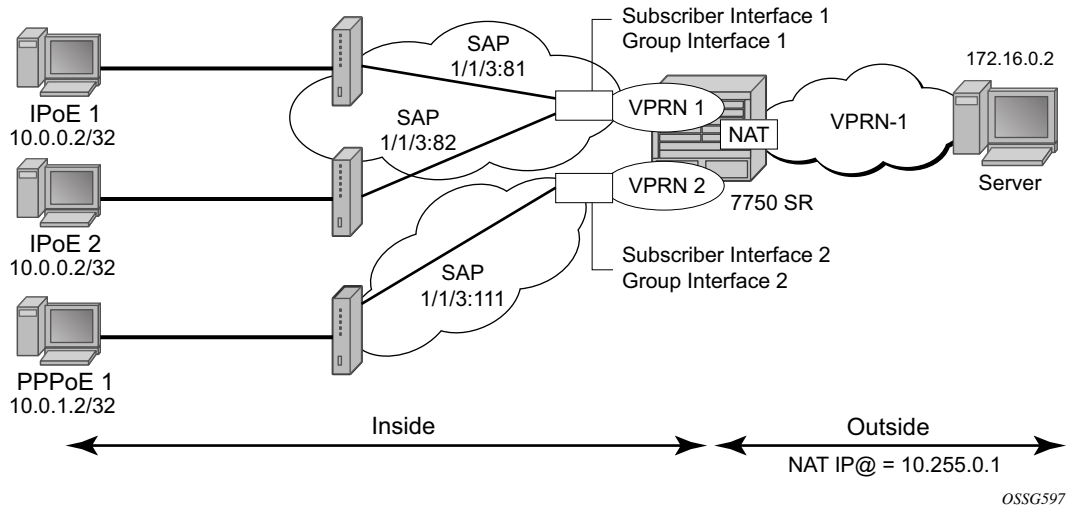 Subscriber Interface 1
Group Interface 1
SAP
1/1/3:81
172.16.0.2
IPoE 1
10.0.0.2/32
VPRN 1
NAT
VPRN-1
SAP
1/1/3:82
Server
VPRN 2
7750 SR
IPoE 2
10.0.0.2/32
Subscriber Interface 2
Group Interface 2
SAP
1/1/3:111
PPPoE 1
10.0.1.2/32
Inside
Outside
NAT IP@ = 10.255.0.1
OSSG597